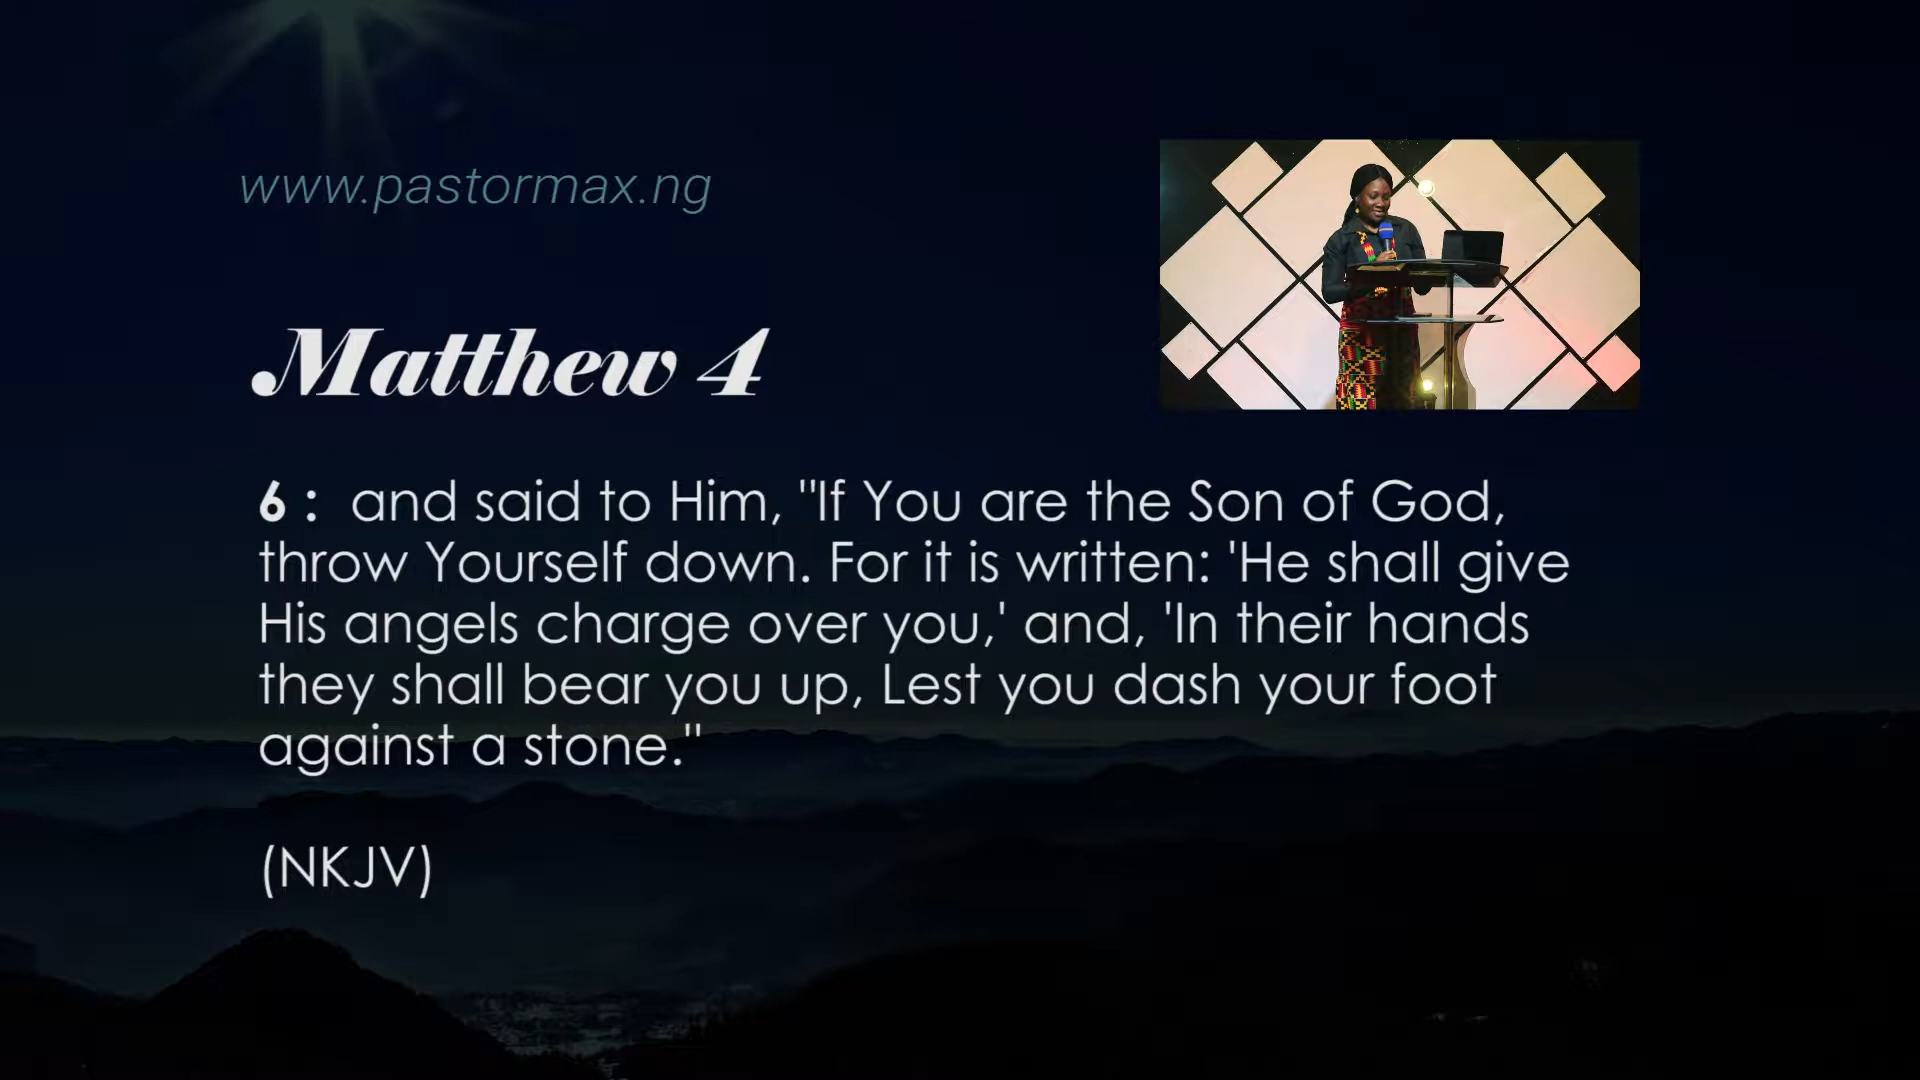 www.pastormax.ng
Matthew 4
6 : and said to Him, "If You are the Son of God,
throw Yourself down. For it is written: 'He shall give
His angels charge over you,' and, 'In their hands
they shall bear you up, Lest you dash your foot
against a stone."
(NKJV)